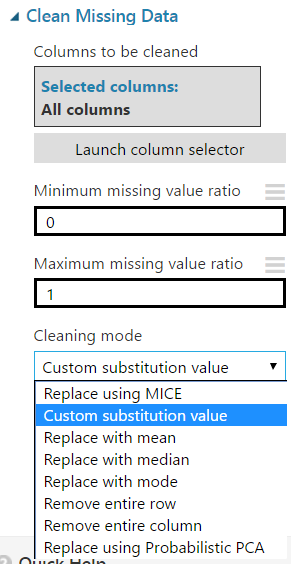 Clean Missing Data
Columns to be cleaned
Selected columns:
All columns
Launch column selector
Minimum missing value ratio
0
Maximum missing value ratio
1
Cleaning mode
Custom substitution value
Replace using MICE
Custom substitution value
Replace with mean
Replace with median
Replace with mode
Remove entire row
Remove entire column
Replace using Probabilistic PCA
Quick Help